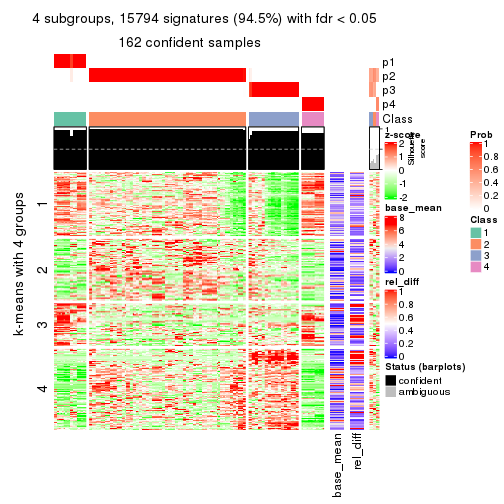 4 subgroups, 15794 signatures (94.5%) with fdr < 0.05
162 confident samples
p1
p2
p3
p4
Class
1
Silhouette
score
k-means with 4 groups
1
2
3
4
base_mean
rel_diff
z-score
2
1
0
-1
-2
base_mean
8
6
4
2
0
rel_diff
1
0.8
0.6
0.4
0.2
0
Status (barplots)
confident
ambiguous
Prob
1
0.8
0.6
0.4
0.2
0
Class
1
2
3
4